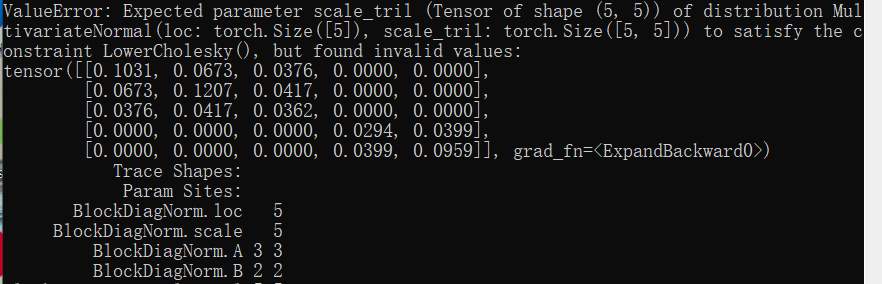 ValueError: Expected parameter scale_tril (Tensor of shape (5, 5)) of distribution Mul
tivariateNormal(loc: torch.Size([5]), scale_tril: torch.Size([5, 5])) to satisfy the c
onstraint LowerCholesky(), but found invalid values:
tensor([[0.1031, 0.0673, 0.0376, 0.0000, 0.0000],
[0.0673, 0.1207, 0.0417, 0.0000, 0.0000],
[0.0376, 0.0417, 0.0362, 0.0000, 0.0000],
[0.0000, 0.0000, 0.0000, 0.0294, 0.0399],
[0.0000, 0.0000, 0.0000, 0.0399, 0.0959]], grad_fn=<ExpandBackward0>)
Trace Shapes:
Param Sites:
BlockDiagNorm.loc 5
BlockDiagNorm.scale 5
BlockDiagNorm.A 3 3
BlockDiagNorm.B 2 2